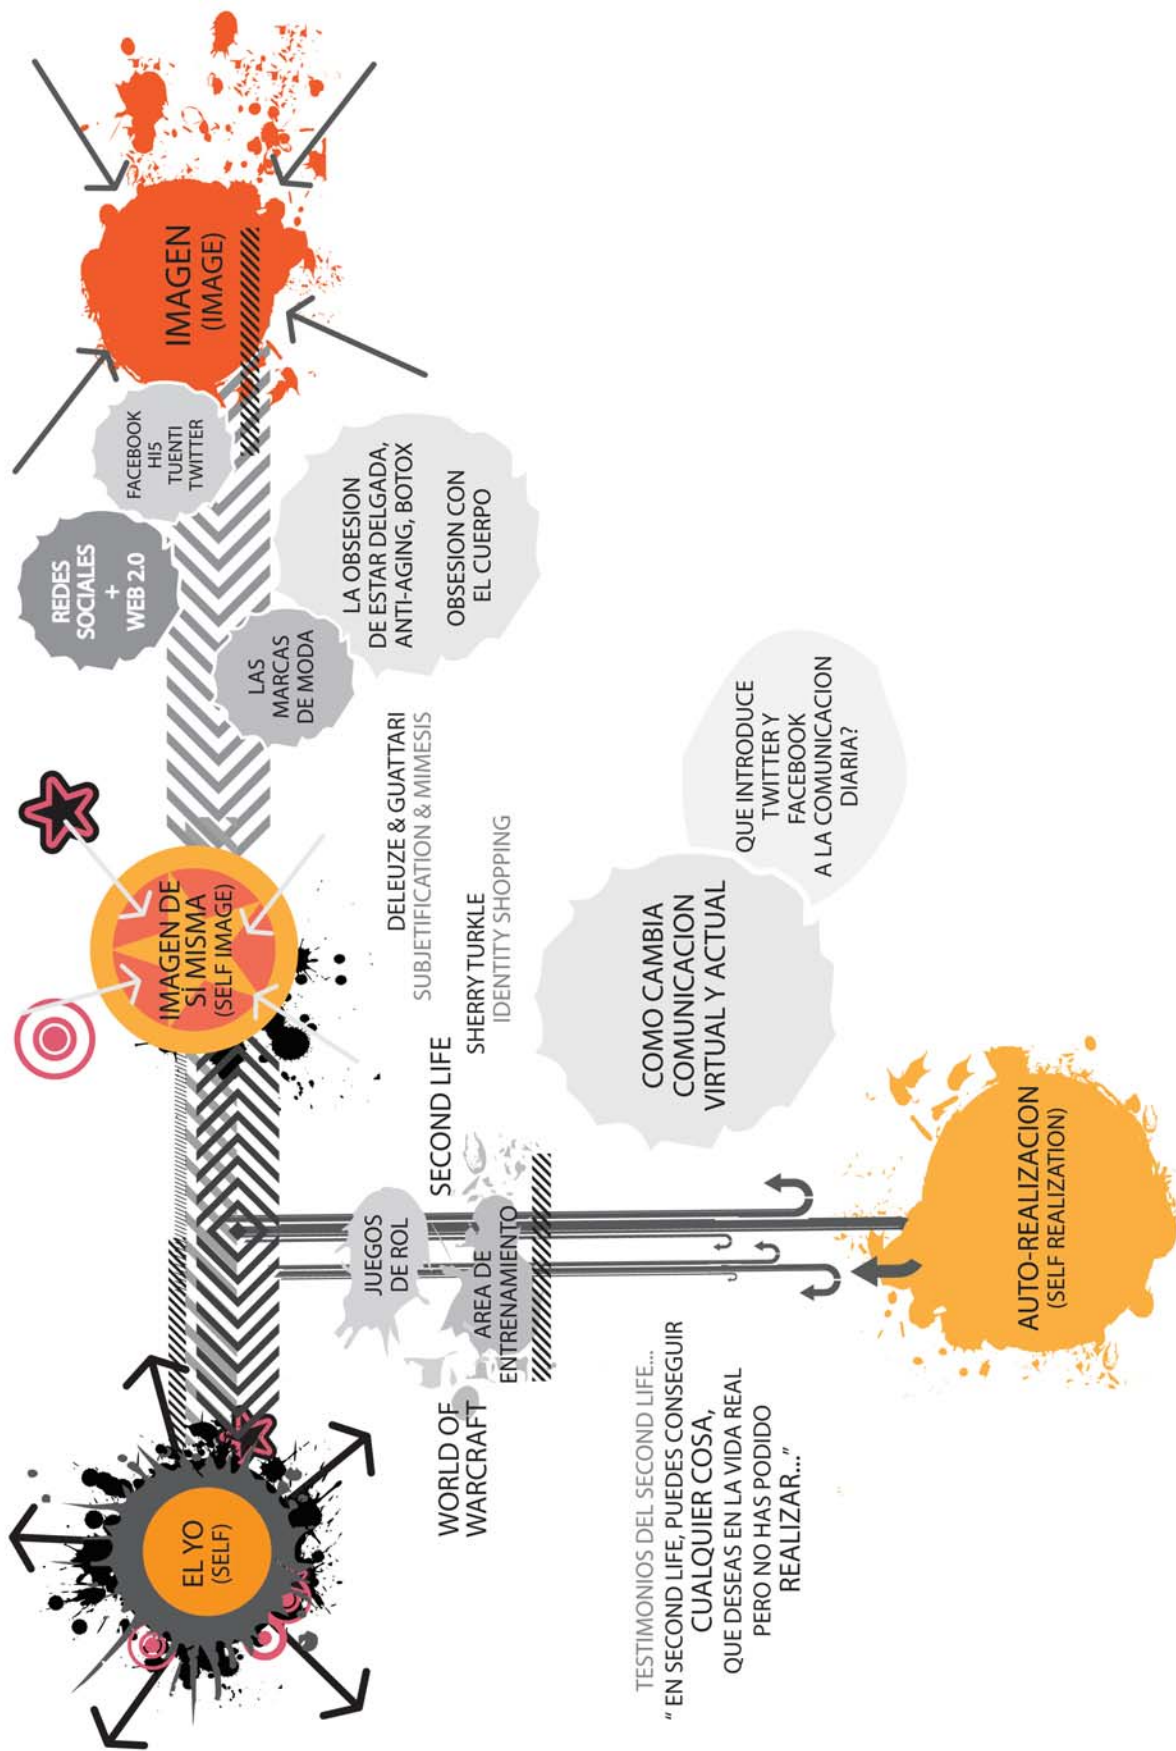 EL YO
(SELF)
IMAGEN DE
SÍ MISMA
(SELF IMAGE)
REDES
SOCIALES
+
WEB 2.0
FACEBOOK
HI5
TUENTI
TWITTER
IMAGEN
(IMAGE)
LAS
MARCAS
DE MODA
LA OBSESION
DE ESTAR DELGADA,
ANTI-AGING, BOTOX
OBSESION CON
EL CUERPO
JUEGOS
DE ROL
DELEUZE & GUATTARI
SUBJETIFICATION & MIMESIS
SECOND LIFE
SHERRY TURKLE
IDENTITY SHOPPING
WORLD OF
WARCRAFT
AREA DE
ENTRENAMIENTO
COMO CAMBIA
COMUNICACION
VIRTUAL Y ACTUAL
QUE INTRODUCE
TWITTER Y
FACEBOOK
A LA COMUNICACION
DIARIA?
TESTIMONIOS DEL SECOND LIFE...
“ EN SECOND LIFE, PUEDES CONSEGUIR
CUALQUIER COSA,
QUE DESEAS EN LA VIDA REAL
PERO NO HAS PODIDO
REALIZAR...”
AUTO-REALIZACION
(SELF REALIZATION)